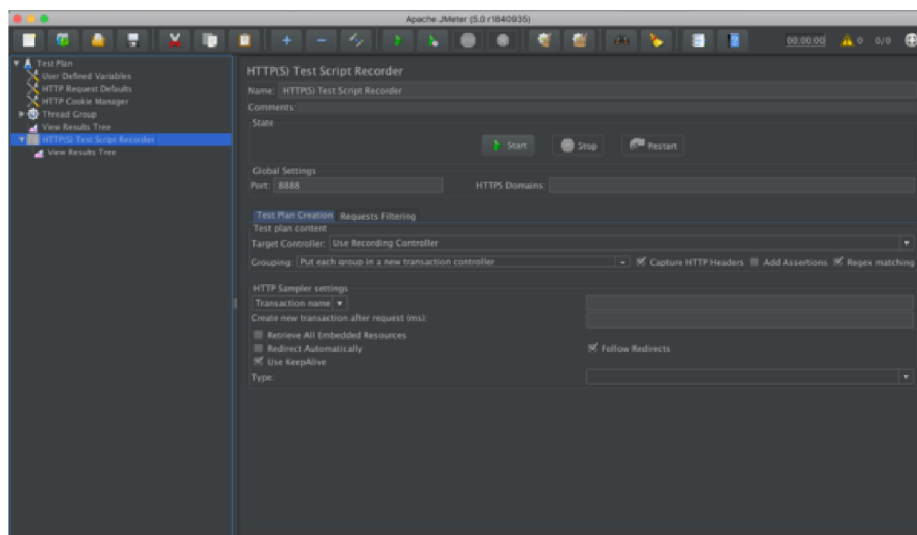 Apache JMeter (5.0 r1840935)
00:00:00 0 0/0
Test Plan
User Defined Variables
HTTP Request Defaults
HTTP Cookie Manager
Thread Group
View Results Tree
HTTP(S) Test Script Recorder
View Results Tree
HTTP(S) Test Script Recorder
Name: HTTP(S) Test Script Recorder
Comments:
State
Start Stop Restart
Global Settings
Port: 8888 HTTPS Domains:
Test Plan Creation Requests Filtering
Test plan content
Target Controller: Use Recording Controller
Grouping: Put each group in a new transaction controller Capture HTTP Headers Add Assertions Regex matching
HTTP Sampler settings
Transaction name
Create new transaction after request (ms):
Retrieve All Embedded Resources
Redirect Automatically Follow Redirects
Use KeepAlive
Type: